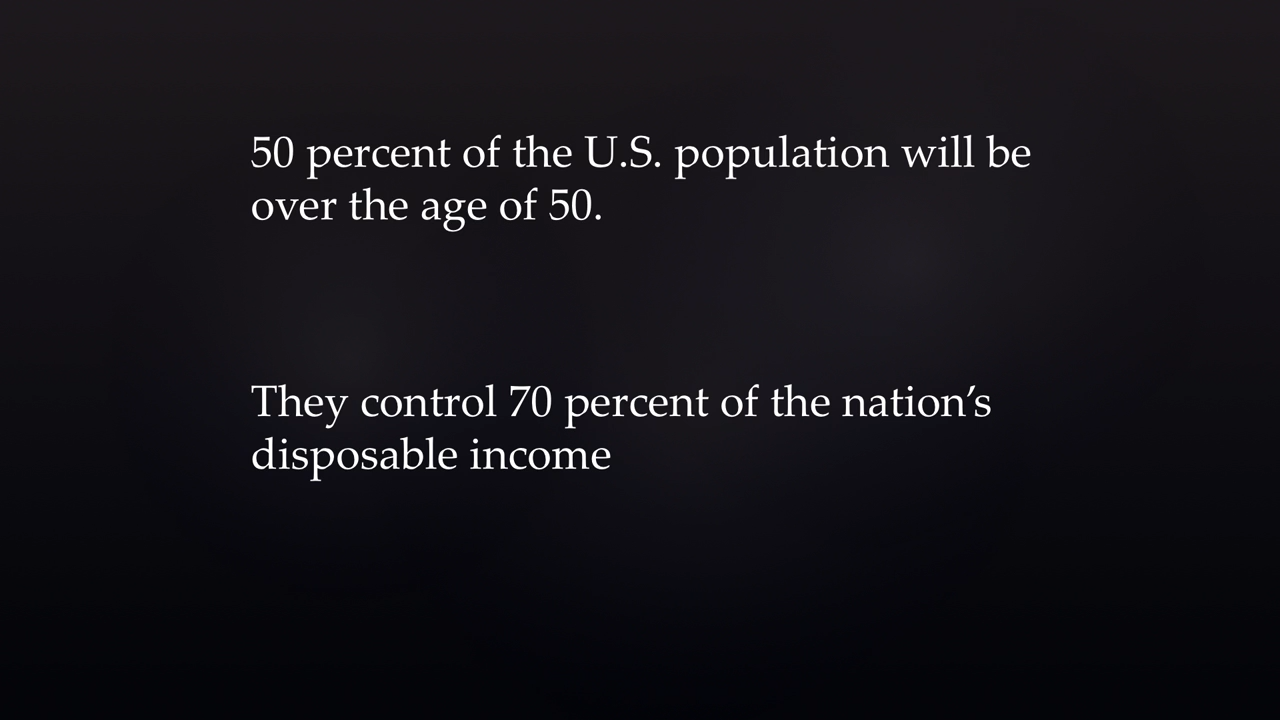 50 percent of the U.S. population will be
over the age of 50.
They control 70 percent of the nation’s
disposable income